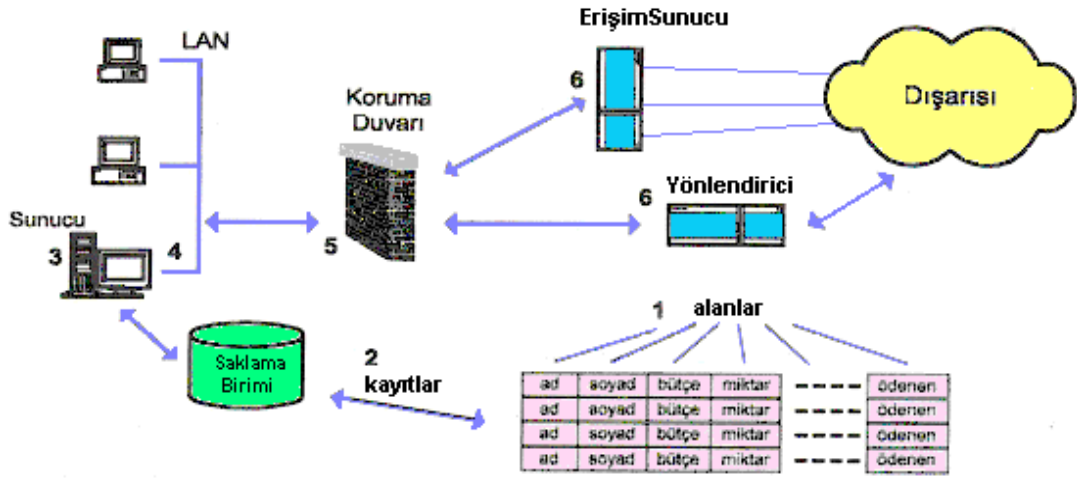 ErişimSunucu
LAN
6
Dışarısı
Koruma
Duvarı
Yönlendirici
6
Sunucu
3
4
5
1 alanlar
Saklama
Birimi
2
kayıtlar
ad soyad bütçe miktar ---- ödenen
ad soyad bütçe miktar ---- ödenen
ad soyad bütçe miktar ---- ödenen
ad soyad bütçe miktar ---- ödenen